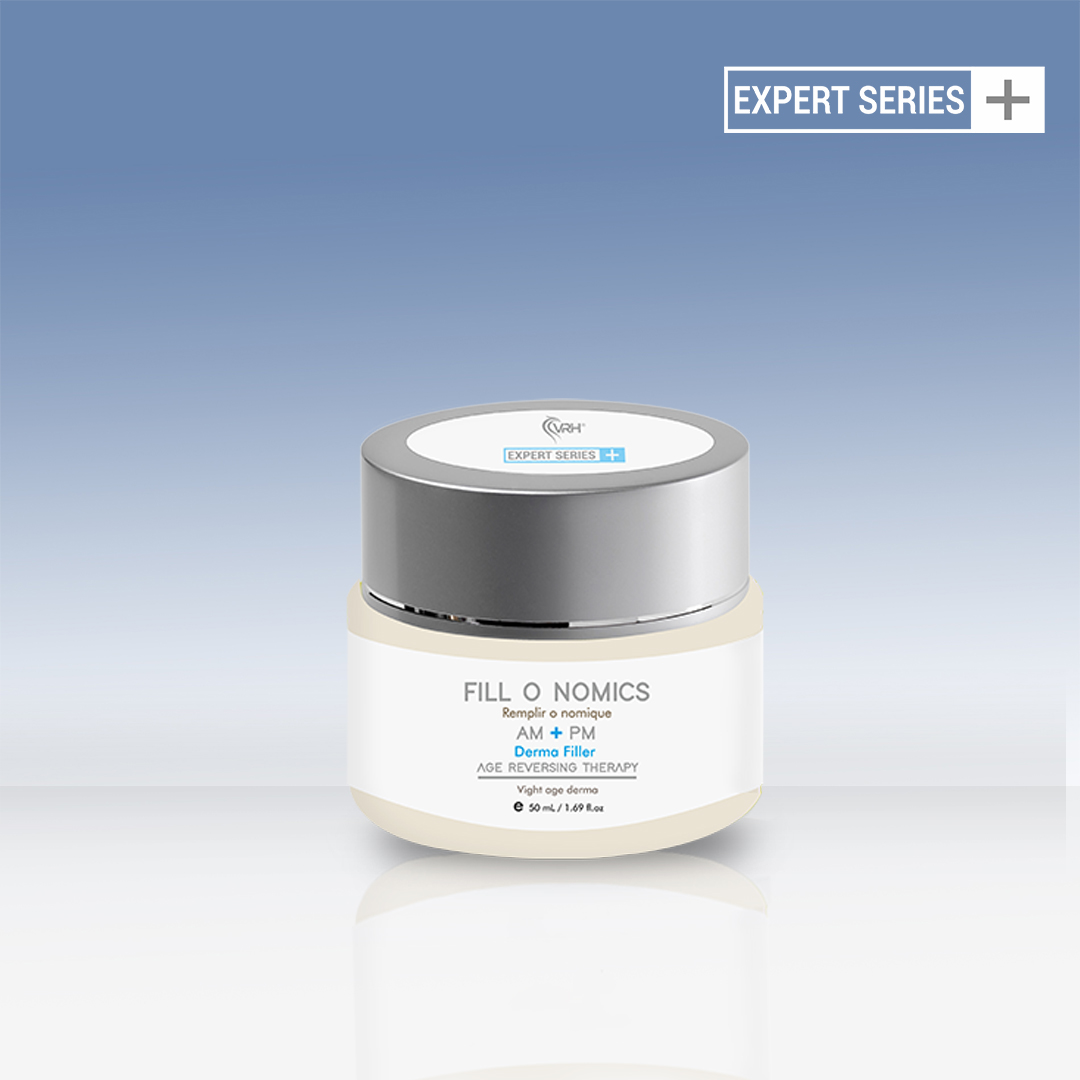 EXPERT SERIES +
VRH®
EXPERT SERIES +
FILL O NOMICS
Remplir o nomique
AM + PM
Derma Filler
AGE REVERSING THERAPY
Vight age derma
e 50 mL / 1.69 fl.oz